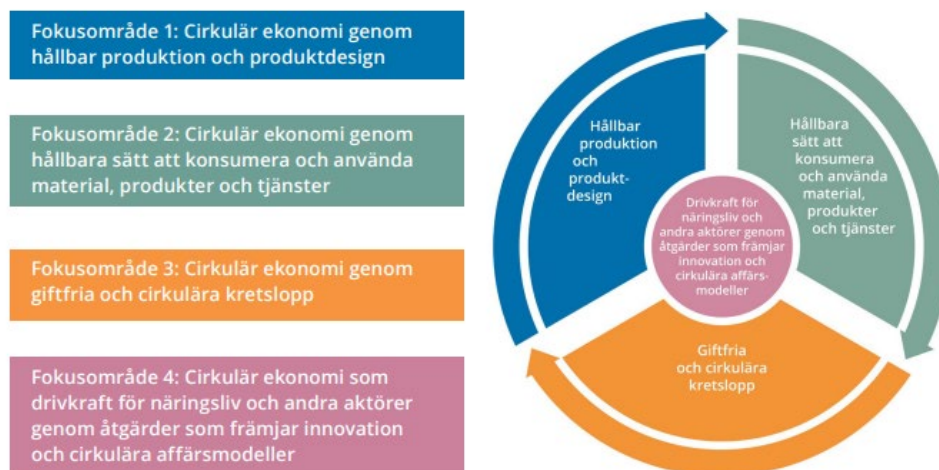 Fokusområde 1: Cirkulär ekonomi genom
hållbar produktion och produktdesign
Fokusområde 2: Cirkulär ekonomi genom
hållbara sätt att konsumera och använda
material, produkter och tjänster
Fokusområde 3: Cirkulär ekonomi genom
giftfria och cirkulära kretslopp
Fokusområde 4: Cirkulär ekonomi som
drivkraft för näringsliv och andra aktörer
genom åtgärder som främjar innovation
och cirkulära affärsmodeller
Hållbar
produktion
och
produkt-
design
Hållbara
sätt att
konsumera
och använda
material,
produkter
och tjänster
Drivkraft för
näringsliv och
andra aktörer genom
åtgärder som främjar
innovation och
cirkulära affärs-
modeller
Giftfria
och cirkulära
kretslopp